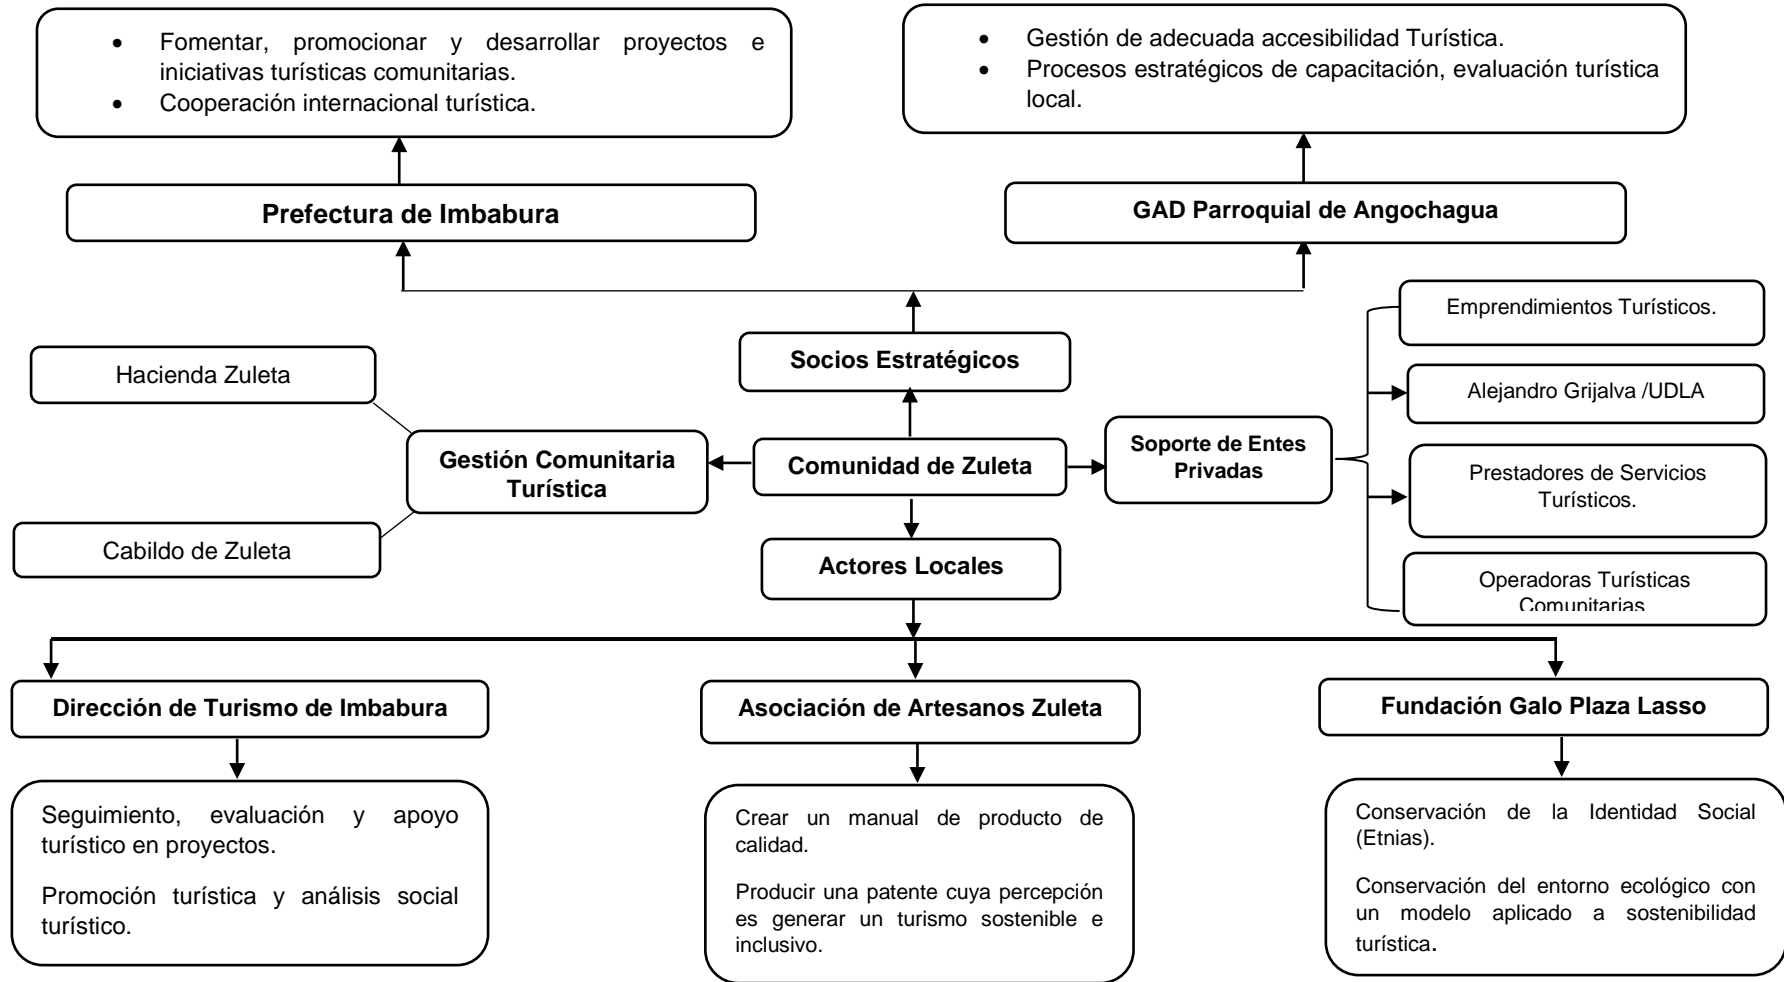 • Fomentar, promocionar y desarrollar proyectos e
iniciativas turísticas comunitarias.
• Cooperación internacional turística.
• Gestión de adecuada accesibilidad Turística.
• Procesos estratégicos de capacitación, evaluación turística
local.
Prefectura de Imbabura
GAD Parroquial de Angochagua
Socios Estratégicos
Emprendimientos Turísticos.
Hacienda Zuleta
Alejandro Grijalva /UDLA
Gestión Comunitaria
Turística
Comunidad de Zuleta
Soporte de Entes
Privadas
Prestadores de Servicios
Turísticos.
Cabildo de Zuleta
Actores Locales
Operadoras Turísticas
Comunitarias
Dirección de Turismo de Imbabura
Asociación de Artesanos Zuleta
Fundación Galo Plaza Lasso
Seguimiento, evaluación y apoyo
turístico en proyectos.
Promoción turística y análisis social
turístico.
Crear un manual de producto de
calidad.
Producir una patente cuya percepción
es generar un turismo sostenible e
inclusivo.
Conservación de la Identidad Social
(Etnias).
Conservación del entorno ecológico con
un modelo aplicado a sostenibilidad
turística.